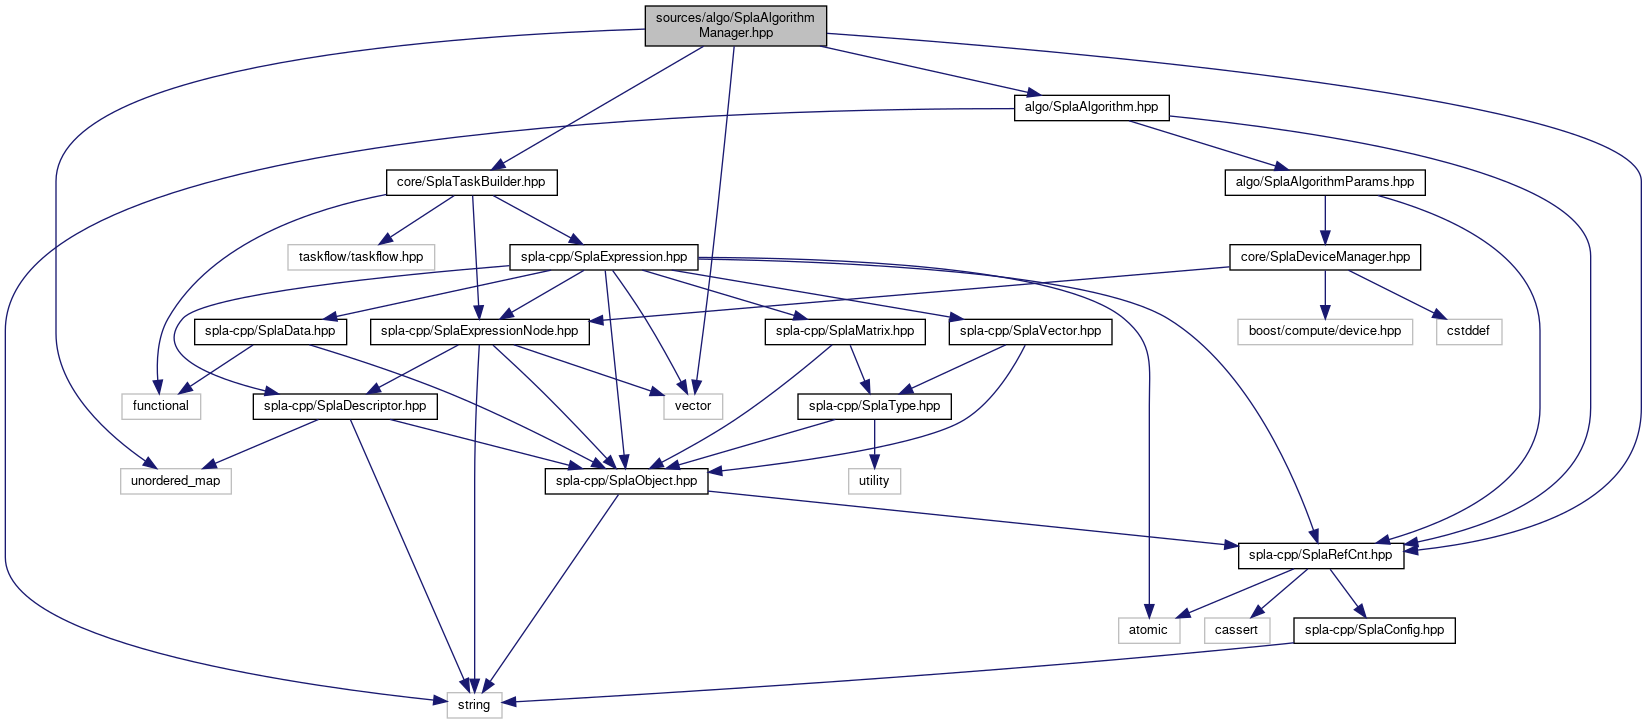 sources/algo/SplaAlgorithm
Manager.hpp
algo/SplaAlgorithm.hpp
core/SplaTaskBuilder.hpp
algo/SplaAlgorithmParams.hpp
taskflow/taskflow.hpp
spla-cpp/SplaExpression.hpp
core/SplaDeviceManager.hpp
spla-cpp/SplaData.hpp
spla-cpp/SplaExpressionNode.hpp
spla-cpp/SplaMatrix.hpp
spla-cpp/SplaVector.hpp
boost/compute/device.hpp
cstddef
functional
spla-cpp/SplaDescriptor.hpp
vector
spla-cpp/SplaType.hpp
unordered_map
spla-cpp/SplaObject.hpp
utility
spla-cpp/SplaRefCnt.hpp
atomic
cassert
spla-cpp/SplaConfig.hpp
string